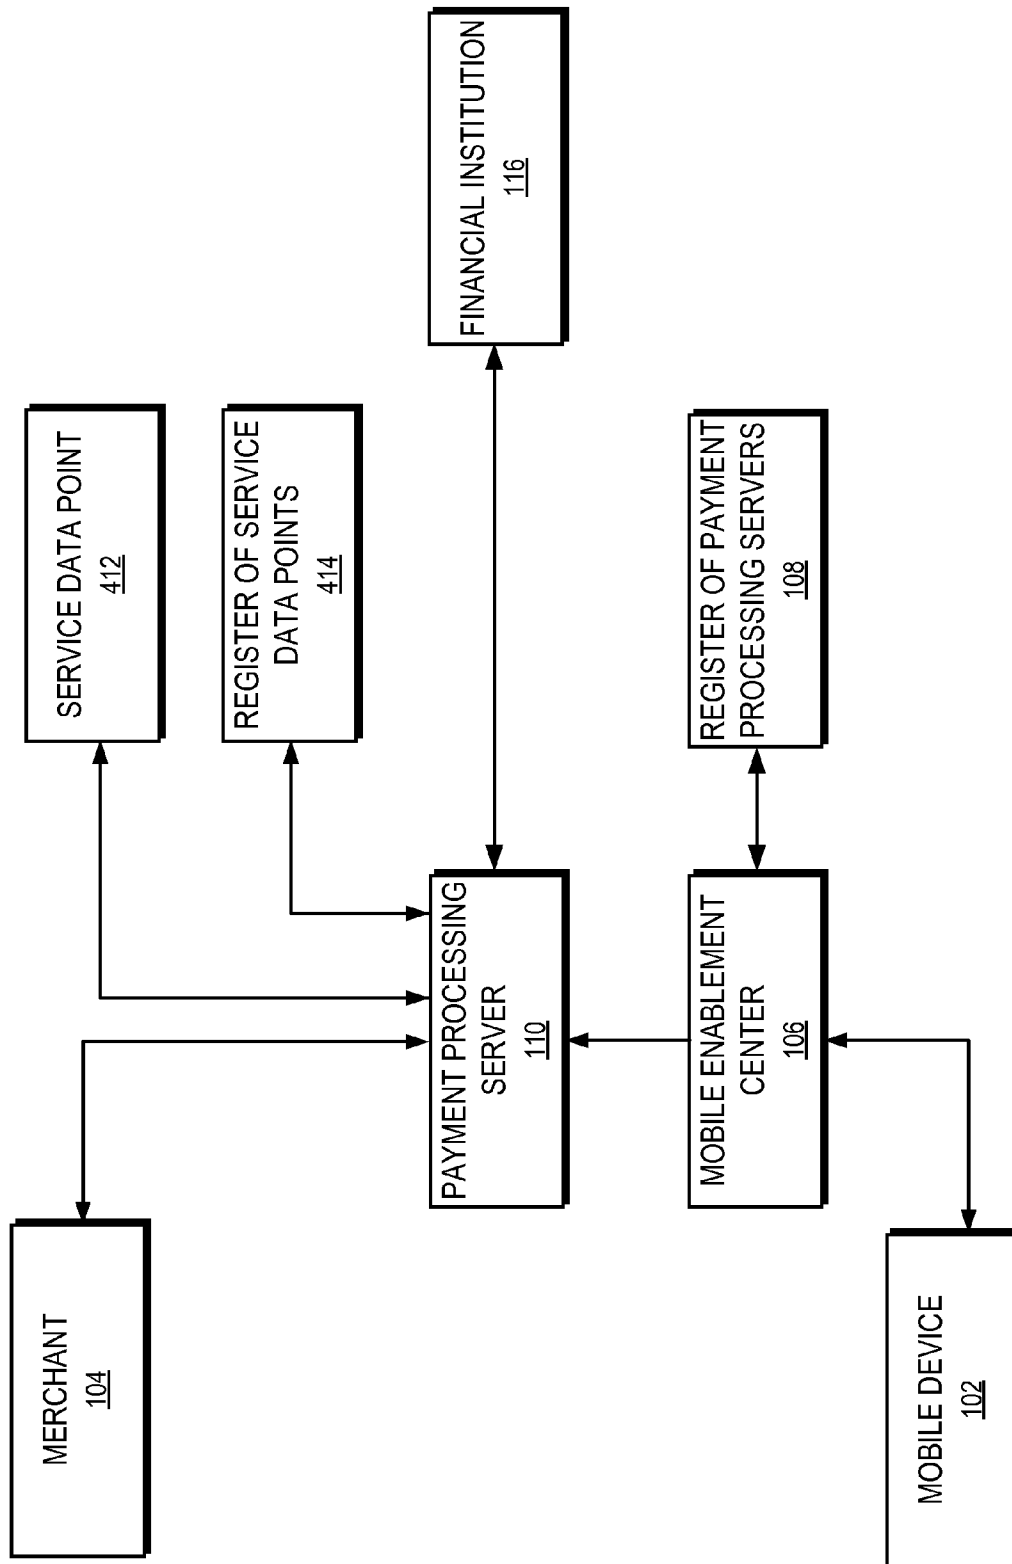 MERCHANT
104
SERVICE DATA POINT
412
REGISTER OF SERVICE
DATA POINTS
414
PAYMENT PROCESSING
SERVER
110
FINANCIAL INSTITUTION
116
MOBILE ENABLEMENT
CENTER
106
REGISTER OF PAYMENT
PROCESSING SERVERS
108
MOBILE DEVICE
102